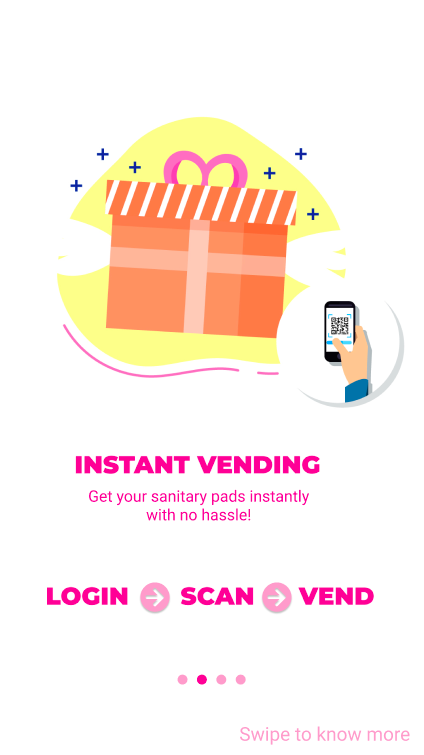 INSTANT VENDING
Get your sanitary pads instantly
with no hassle!
LOGIN SCAN VEND
Swipe to know more